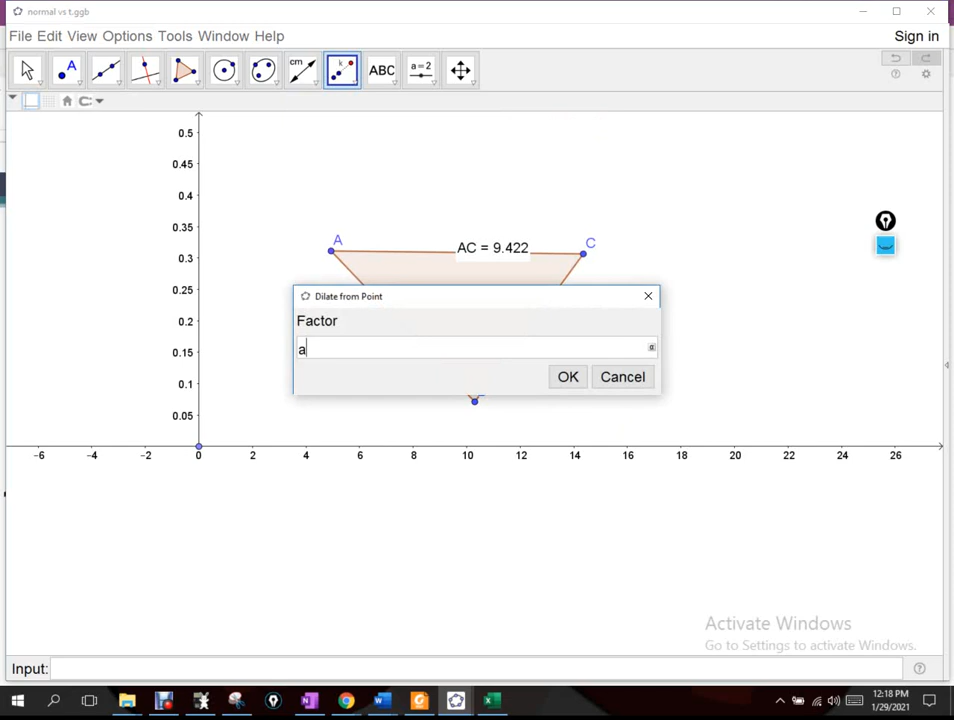 normal vs t.ggb
File Edit View Options Tools Window Help
Sign in
cm
k
A
ABC
a=2
0.5
0.45
0.4
0.35
0.3
0.25
0.2
0.15
0.1
0.05
A
AC = 9.422
C
Dilate from Point
Factor
a
α
OK
Cancel
-6 -4 -2 0 2 4 6 8 10 12 14 16 18 20 22 24 26
Activate Windows
Go to Settings to activate Windows.
Input:
12:18 PM
1/29/2021